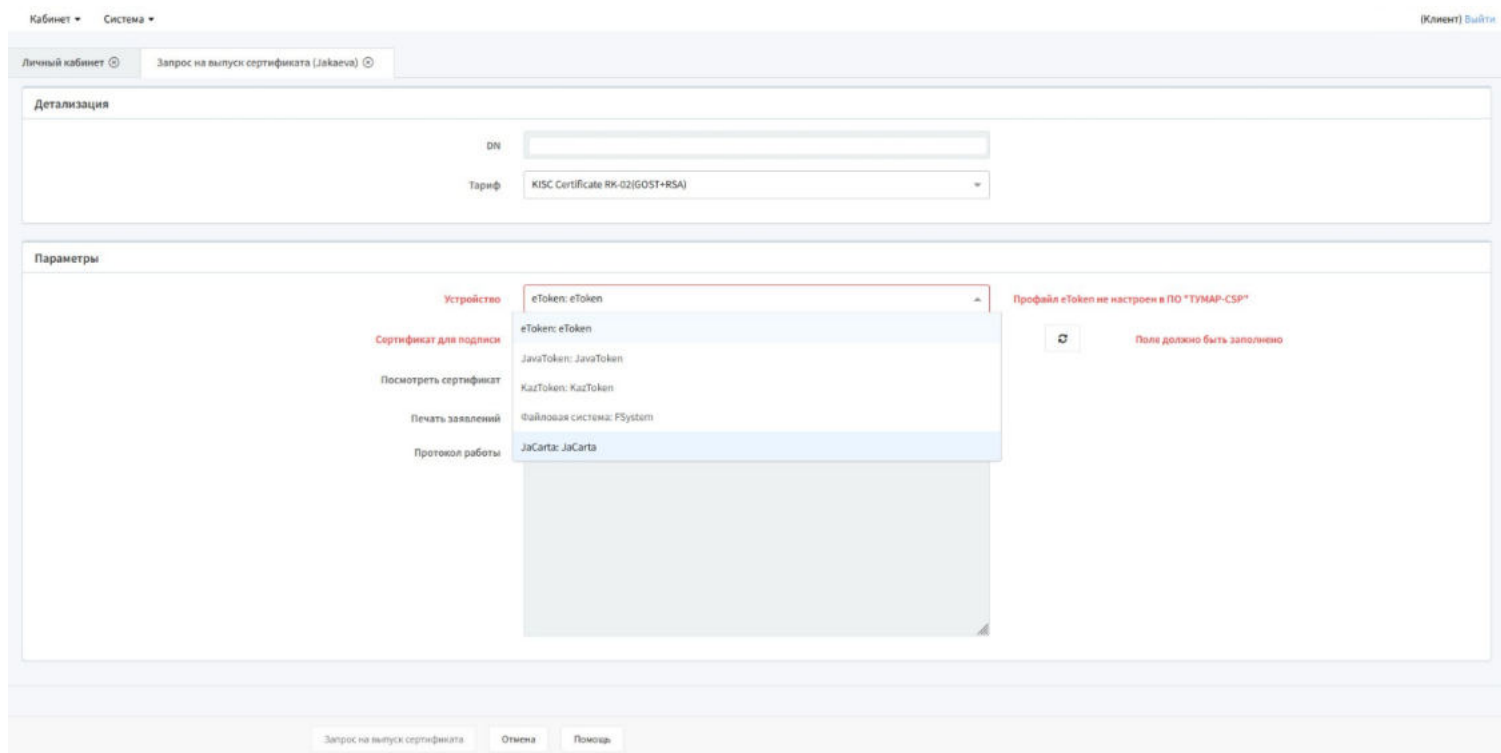 Кабинет Система (Клиент) Выйти
Личный кабинет Запрос на выпуск сертификата (Jakaeva)
Детализация
DN
Тариф KISC Certificate RK-02(GOST+RSA)
Параметры
Устройство eToken: eToken Профайл eToken не настроен в ПО "ТУМАР-CSP"
eToken: eToken
Сертификат для подписи Поле должно быть заполнено
JavaToken: JavaToken
Посмотреть сертификат
KazToken: KazToken
Печать заявлений Файловая система: FSystem
Протокол работы JaCarta: JaCarta
Запрос на выпуск сертификата Отмена Помощь